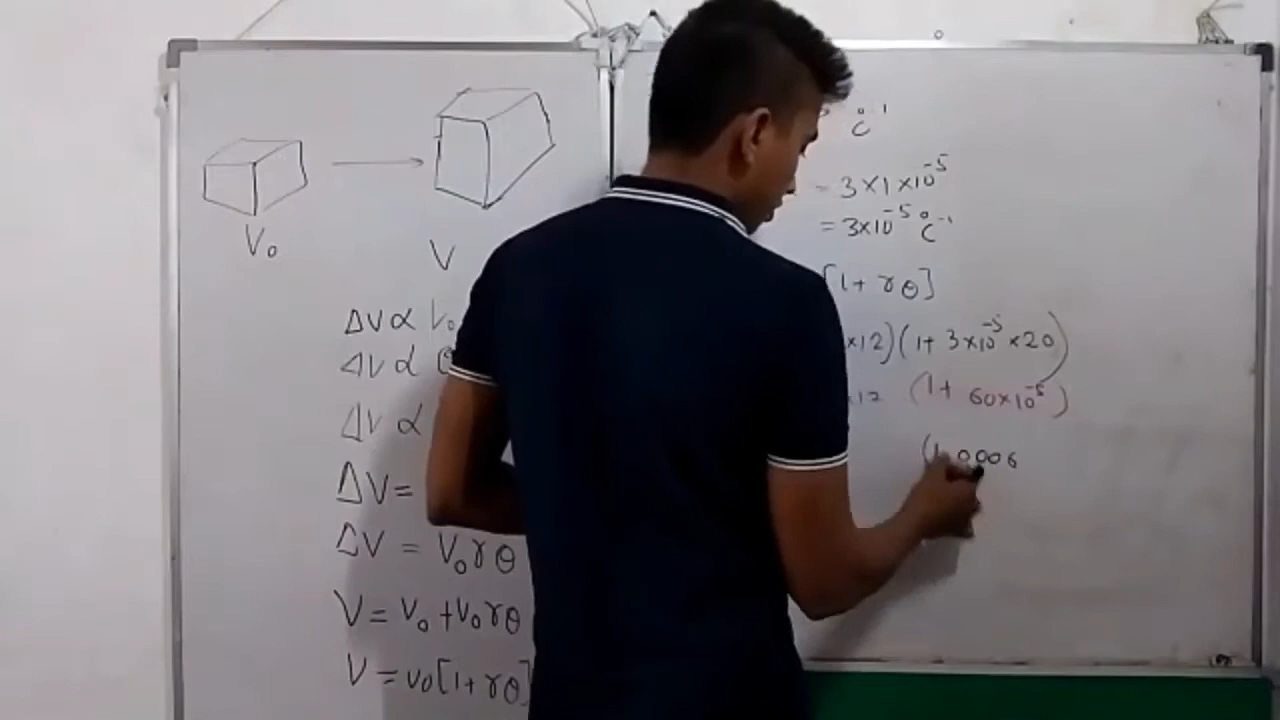 V₀
V
ΔV ∝ V₀
ΔV ∝
ΔV ∝
ΔV =
ΔV = V₀γθ
V = V₀ + V₀γθ
V = V₀[1 + γθ]
°C⁻¹
= 3×1×10⁻⁵
= 3×10⁻⁵ °C⁻¹
[1 + γθ]
×12)(1 + 3×10⁻⁵ ×20)
×12 (1 + 60×10⁻⁵)
(1.0006